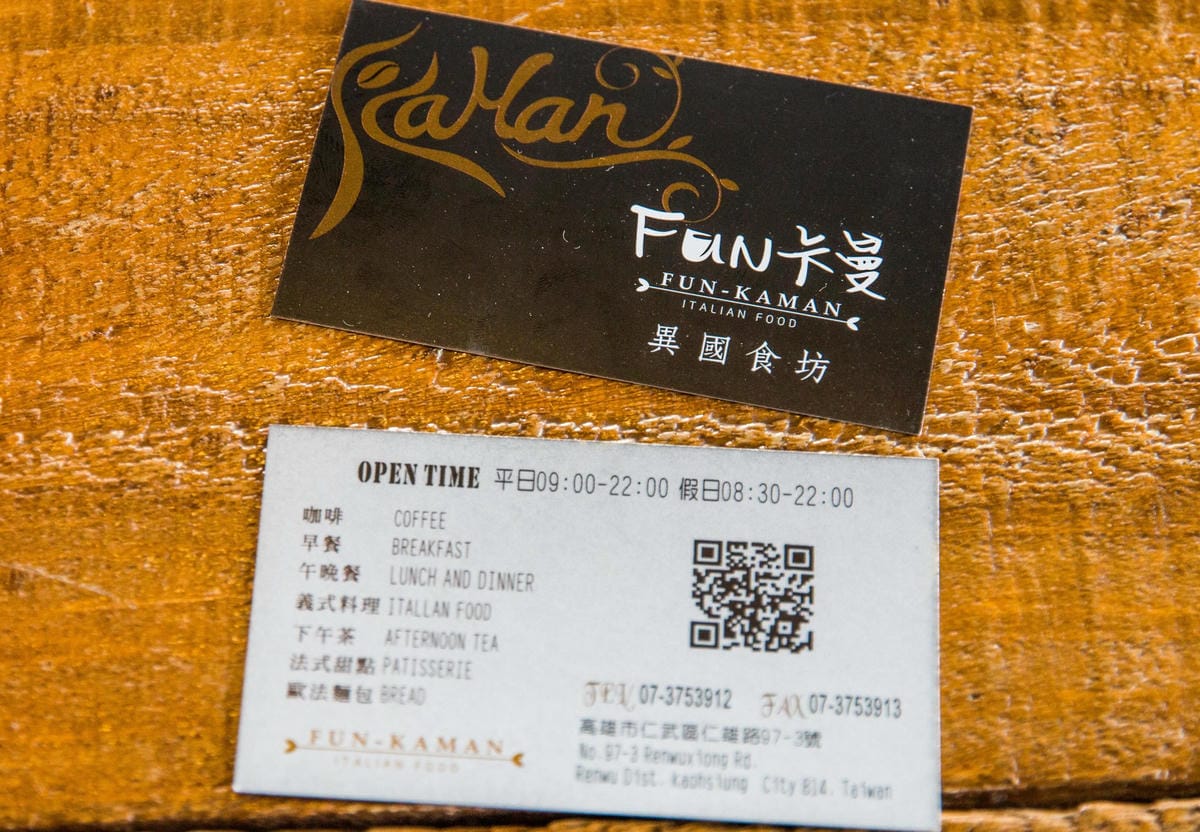 KaMan
Fun卡曼
FUN-KAMAN
ITALIAN FOOD
異國食坊
OPEN TIME 平日09:00-22:00 假日08:30-22:00
咖啡 COFFEE
早餐 BREAKFAST
午晚餐 LUNCH AND DINNER
義式料理 ITALLAN FOOD
下午茶 AFTERNOON TEA
法式甜點 PATISSERIE
歐法麵包 BREAD
FUN-KAMAN
ITALIAN FOOD
TEL 07-3753912 FAX 07-3753913
高雄市仁武區仁雄路97-3號
No.97-3 Renwuxiong Rd.
Renwu Dist. Kaohsiung City 814. Taiwan